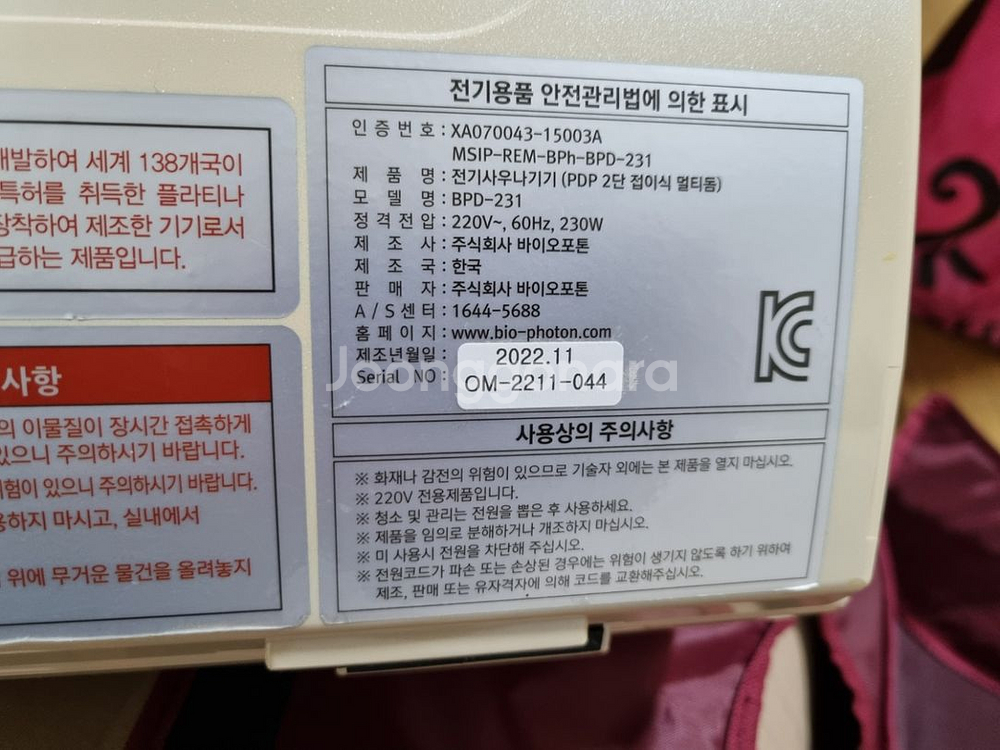 개발하여 세계 138개국이
특허를 취득한 플라티나
장착하여 제조한 기기로서
급하는 제품입니다.
사항
의 이물질이 장시간 접촉하게
있으니 주의하시기 바랍니다.
위험이 있으니 주의하시기 바랍니다.
용하지 마시고, 실내에서
위에 무거운 물건을 올려놓지
전기용품 안전관리법에 의한 표시
인증번호 : XA070043-15003A
MSIP-REM-BPh-BPD-231
제품명 : 전기사우나기기 (PDP 2단 접이식 멀티돔)
모델명 : BPD-231
정격전압 : 220V~, 60Hz, 230W
제조사 : 주식회사 바이오포톤
제조국 : 한국
판매자 : 주식회사 바이오포톤
A/S센터 : 1644-5688
홈페이지 : www.bio-photon.com
제조년월일 : 2022.11
Serial NO : OM-2211-044
Joonggonara
사용상의 주의사항
※ 화재나 감전의 위험이 있으므로 기술자 외에는 본 제품을 열지 마십시오.
※ 220V 전용제품입니다.
※ 청소 및 관리는 전원을 뽑은 후 사용하세요.
※ 제품을 임의로 분해하거나 개조하지 마십시오.
※ 미 사용시 전원을 차단해 주십시오.
※ 전원코드가 파손 또는 손상된 경우에는 위험이 생기지 않도록 하기 위하여
제조, 판매 또는 유자격자에 의해 코드를 교환해주십시오.